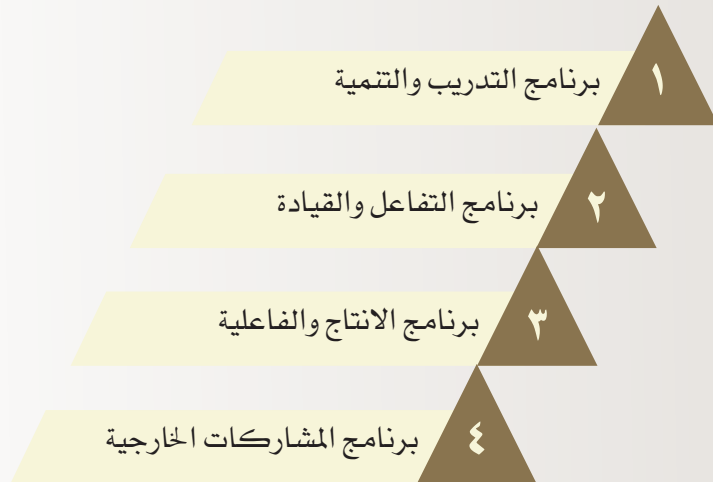 ١ برنامج التدريب والتنمية
٢ برنامج التفاعل والقيادة
٣ برنامج الانتاج والفاعلية
٤ برنامج المشاركات الخارجية